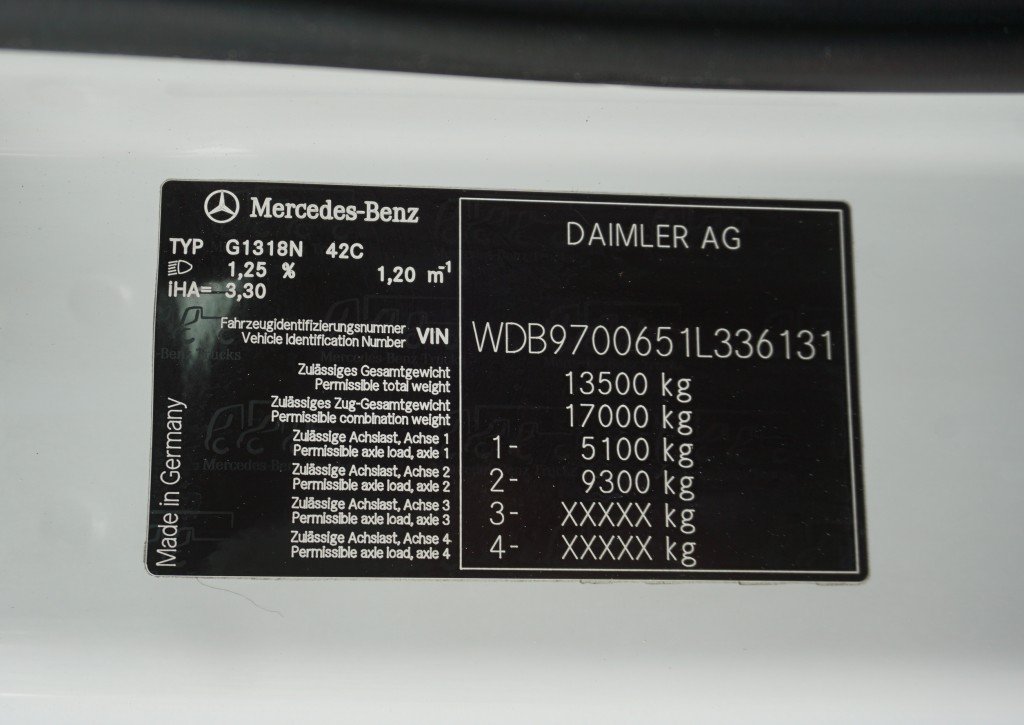 Mercedes-Benz
TYP G1318N 42C
1,25 % 1,20 m⁻¹
iHA= 3,30
Fahrzeugidentifizierungsnummer
Vehicle Identification Number VIN
Zulässiges Gesamtgewicht
Permissible total weight
Zulässiges Zug-Gesamtgewicht
Permissible combination weight
Zulässige Achslast, Achse 1
Permissible axle load, axle 1
Zulässige Achslast, Achse 2
Permissible axle load, axle 2
Zulässige Achslast, Achse 3
Permissible axle load, axle 3
Zulässige Achslast, Achse 4
Permissible axle load, axle 4
Made in Germany
DAIMLER AG
WDB9700651L336131
13500 kg
17000 kg
1- 5100 kg
2- 9300 kg
3- XXXXX kg
4- XXXXX kg